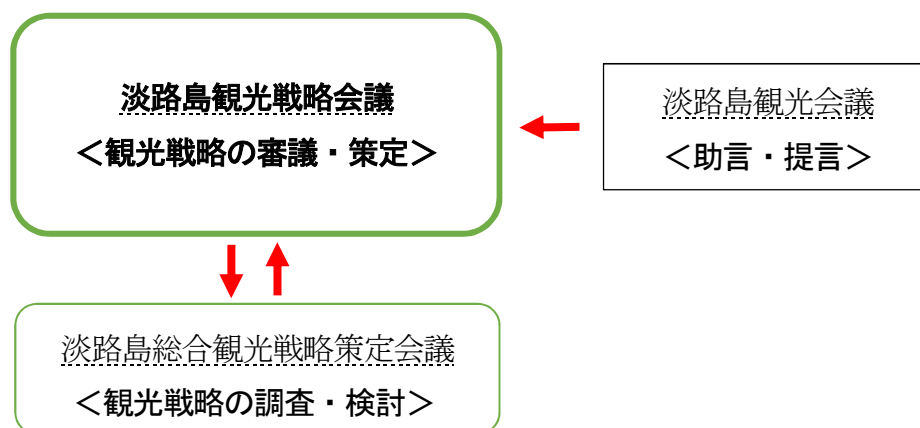 淡路島観光戦略会議
＜観光戦略の審議・策定＞
淡路島観光会議
＜助言・提言＞
淡路島総合観光戦略策定会議
＜観光戦略の調査・検討＞